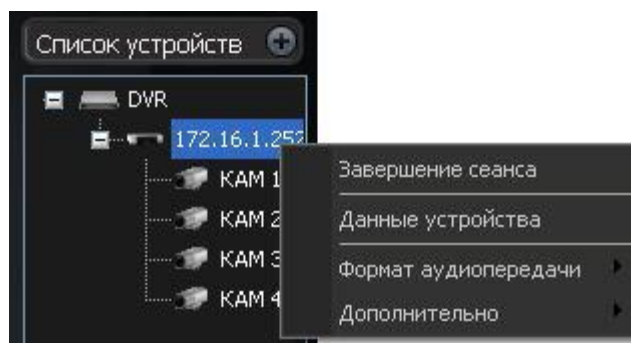 Список устройств
DVR
172.16.1.252
КАМ 1
КАМ 2
КАМ 3
КАМ 4
Завершение сеанса
Данные устройства
Формат аудиопередачи
Дополнительно